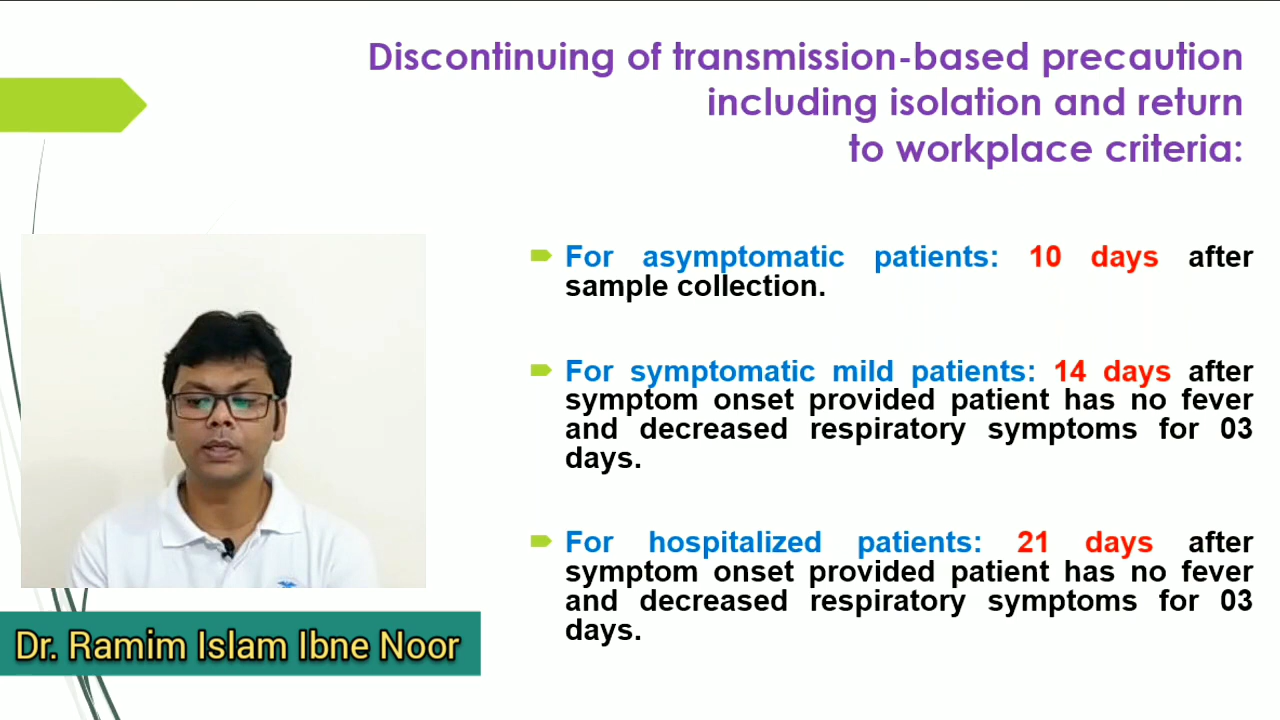 Discontinuing of transmission-based precaution
including isolation and return
to workplace criteria:
For asymptomatic patients: 10 days after
sample collection.
For symptomatic mild patients: 14 days after
symptom onset provided patient has no fever
and decreased respiratory symptoms for 03
days.
For hospitalized patients: 21 days after
symptom onset provided patient has no fever
and decreased respiratory symptoms for 03
days.
Dr. Ramim Islam Ibne Noor